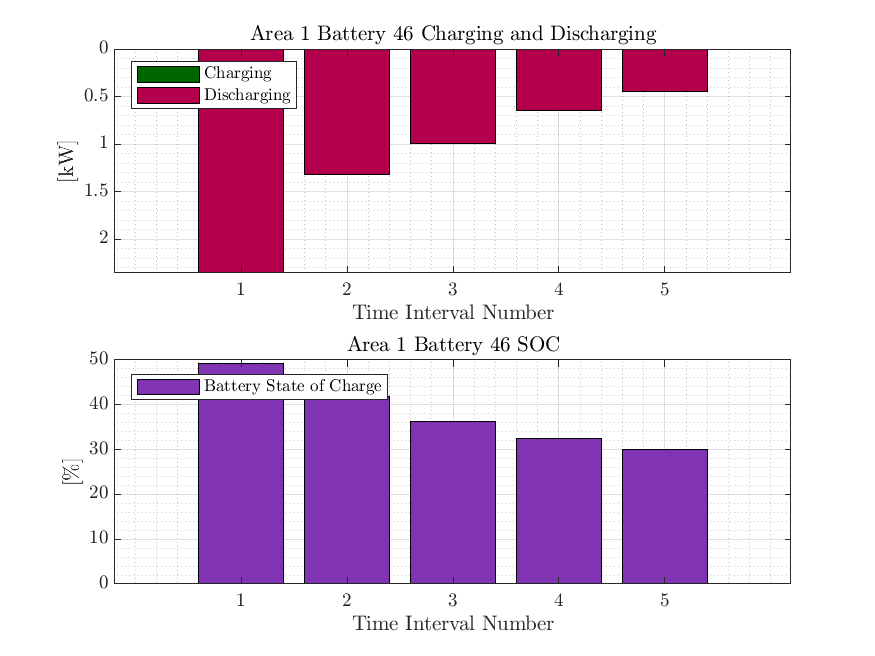 Area 1 Battery 46 Charging and Discharging
0
0.5
1
1.5
2
[kW]
Charging
Discharging
1 2 3 4 5
Time Interval Number
Area 1 Battery 46 SOC
50
40
30
20
10
0
[%]
Battery State of Charge
1 2 3 4 5
Time Interval Number